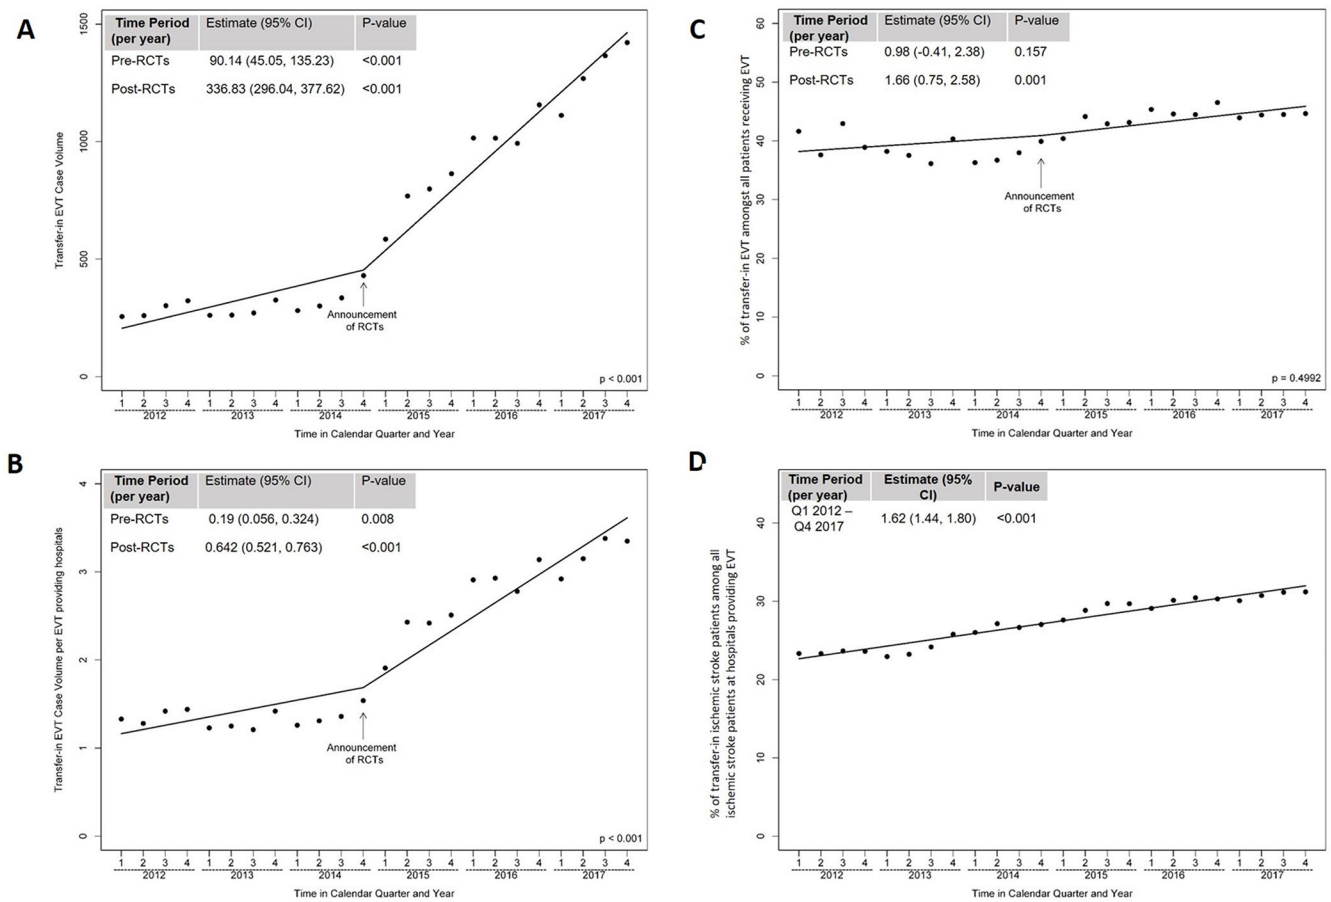 A
Time Period Estimate (95% CI) P-value
(per year)
Pre-RCTs 90.14 (45.05, 135.23) <0.001
Post-RCTs 336.83 (296.04, 377.62) <0.001
Transfer-in EVT Case Volume
1500
1000
500
0
Announcement
of RCTs
p < 0.001
1 2 3 4 1 2 3 4 1 2 3 4 1 2 3 4 1 2 3 4 1 2 3 4
2012 2013 2014 2015 2016 2017
Time in Calendar Quarter and Year
C
Time Period Estimate (95% CI) P-value
(per year)
Pre-RCTs 0.98 (-0.41, 2.38) 0.157
Post-RCTs 1.66 (0.75, 2.58) 0.001
% of transfer-in EVT amongst all patients receiving EVT
60
50
40
30
20
10
0
Announcement
of RCTs
p = 0.4992
1 2 3 4 1 2 3 4 1 2 3 4 1 2 3 4 1 2 3 4 1 2 3 4
2012 2013 2014 2015 2016 2017
Time in Calendar Quarter and Year
B
Time Period Estimate (95% CI) P-value
(per year)
Pre-RCTs 0.19 (0.056, 0.324) 0.008
Post-RCTs 0.642 (0.521, 0.763) <0.001
Transfer-in EVT Case Volume per EVT providing hospitals
4
3
2
1
0
Announcement
of RCTs
p < 0.001
1 2 3 4 1 2 3 4 1 2 3 4 1 2 3 4 1 2 3 4 1 2 3 4
2012 2013 2014 2015 2016 2017
Time in Calendar Quarter and Year
D
Time Period Estimate (95% P-value
(per year) CI)
Q1 2012 – 1.62 (1.44, 1.80) <0.001
Q4 2017
% of transfer-in ischemic stroke patients among all
ischemic stroke patients at hospitals providing EVT
40
30
20
10
0
1 2 3 4 1 2 3 4 1 2 3 4 1 2 3 4 1 2 3 4 1 2 3 4
2012 2013 2014 2015 2016 2017
Time in Calendar Quarter and Year